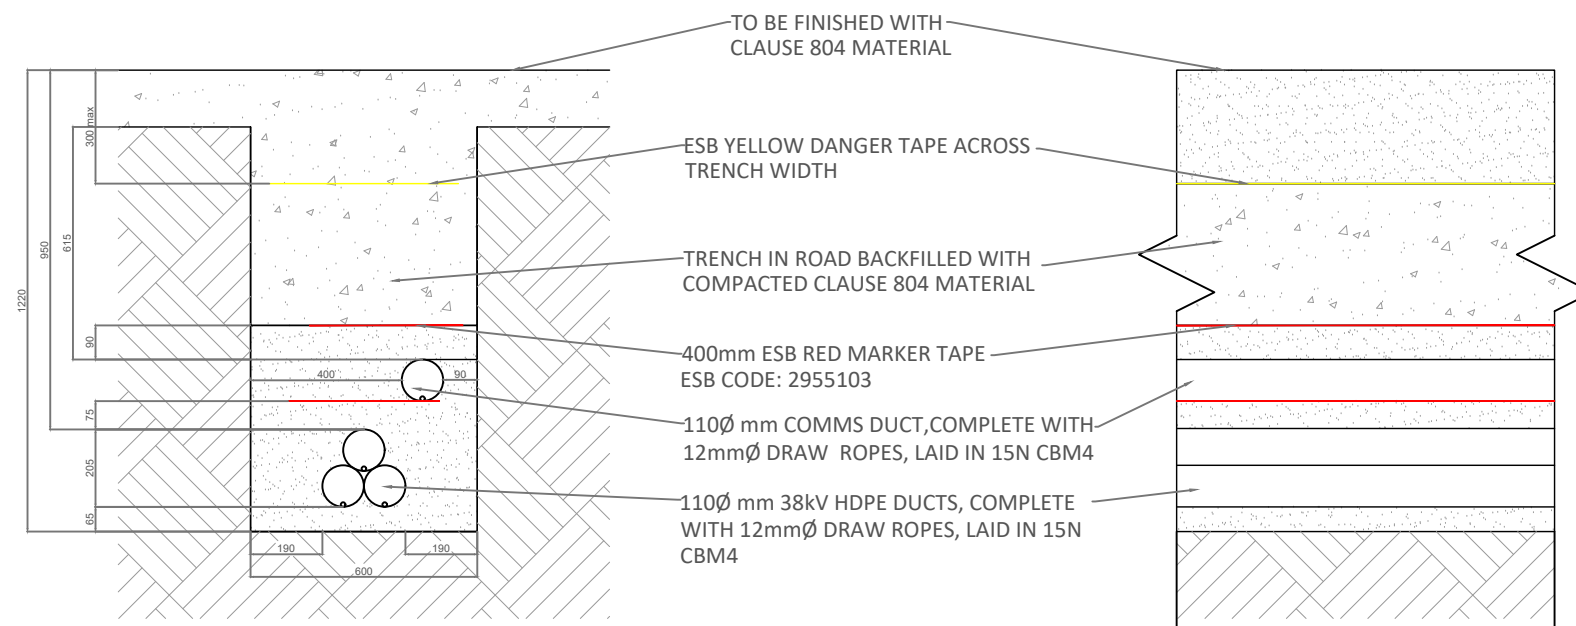 TO BE FINISHED WITH
CLAUSE 804 MATERIAL
ESB YELLOW DANGER TAPE ACROSS
TRENCH WIDTH
TRENCH IN ROAD BACKFILLED WITH
COMPACTED CLAUSE 804 MATERIAL
400mm ESB RED MARKER TAPE
ESB CODE: 2955103
110Ø mm COMMS DUCT,COMPLETE WITH
12mmØ DRAW ROPES, LAID IN 15N CBM4
110Ø mm 38kV HDPE DUCTS, COMPLETE
WITH 12mmØ DRAW ROPES, LAID IN 15N
CBM4
1220
950
615
300 max
90
75
205
65
400
90
190
190
600